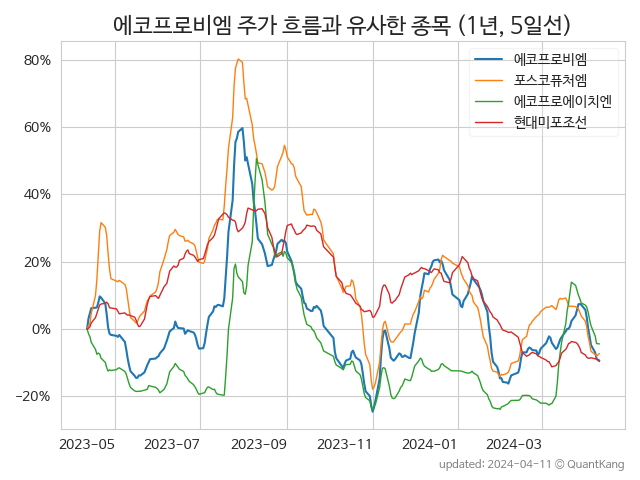 에코프로비엠 주가 흐름과 유사한 종목 (1년, 5일선)
에코프로비엠
포스코퓨처엠
에코프로에이치엔
현대미포조선
80%
60%
40%
20%
0%
−20%
2023-05 2023-07 2023-09 2023-11 2024-01 2024-03
updated: 2024-04-11 © QuantKang